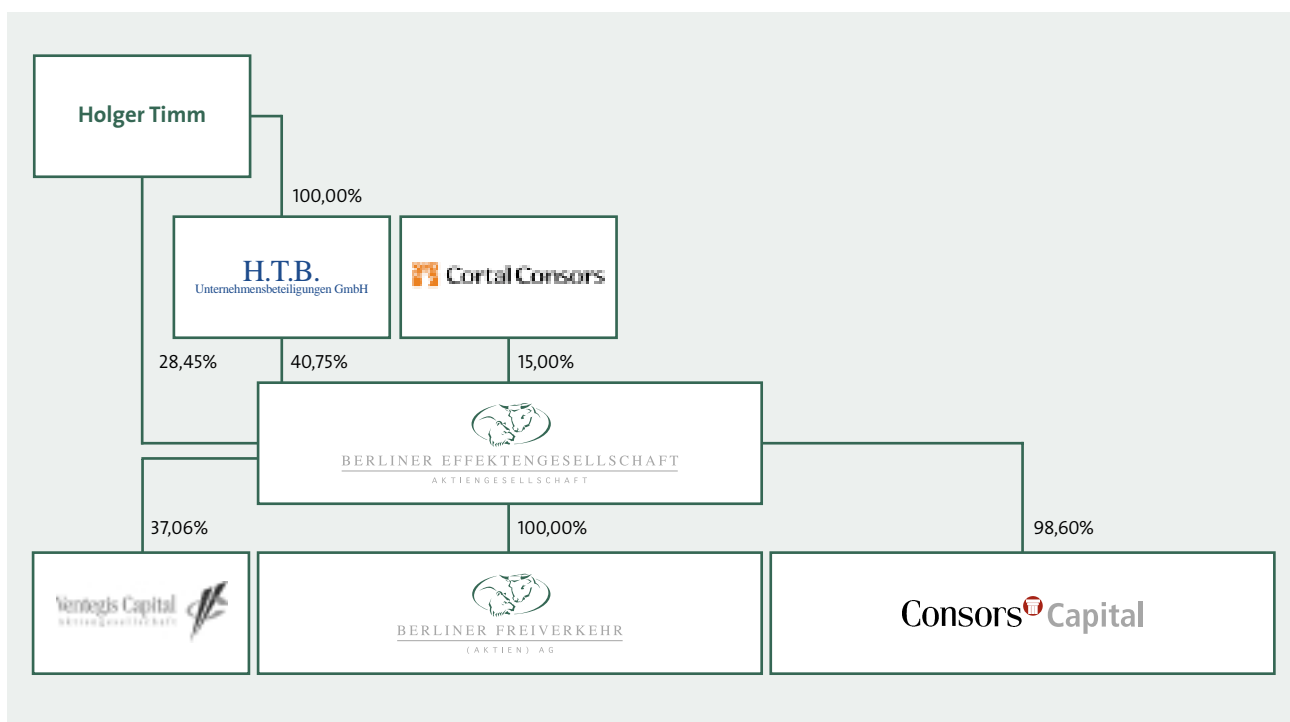 Holger Timm
100,00%
H.T.B.
Unternehmensbeteiligungen GmbH
Cortal Consors
28,45%
40,75%
15,00%
BERLINER EFFEKTENGESELLSCHAFT
AKTIENGESELLSCHAFT
37,06%
100,00%
98,60%
Ventegis Capital
Aktiengesellschaft
BERLINER FREIVERKEHR
(AKTIEN) AG
Consors Capital